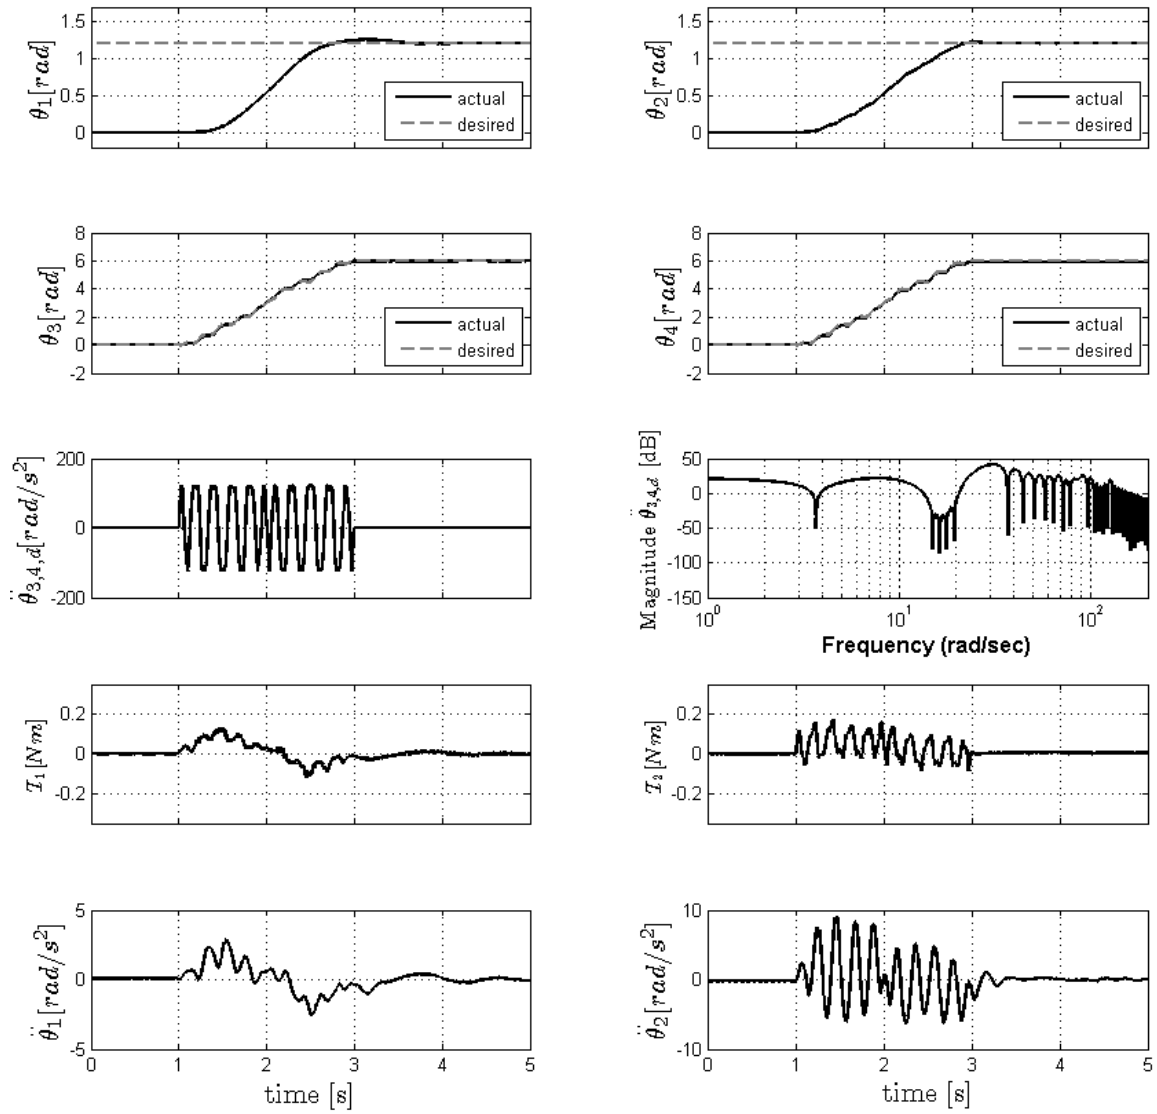 θ₁[rad]
1.5
1
0.5
0
actual
desired
θ₂[rad]
1.5
1
0.5
0
actual
desired
θ₃[rad]
8
6
4
2
0
-2
actual
desired
θ₄[rad]
8
6
4
2
0
-2
actual
desired
θ̈₃,₄,d[rad/s²]
200
0
-200
Magnitude θ̈₃,₄,d [dB]
50
0
-50
-100
-150
10⁰ 10¹ 10²
Frequency (rad/sec)
𝒯₁[Nm]
0.2
0
-0.2
𝒯₂[Nm]
0.2
0
-0.2
θ̈₁[rad/s²]
5
0
-5
0 1 2 3 4 5
time [s]
θ̈₂[rad/s²]
10
0
-10
0 1 2 3 4 5
time [s]